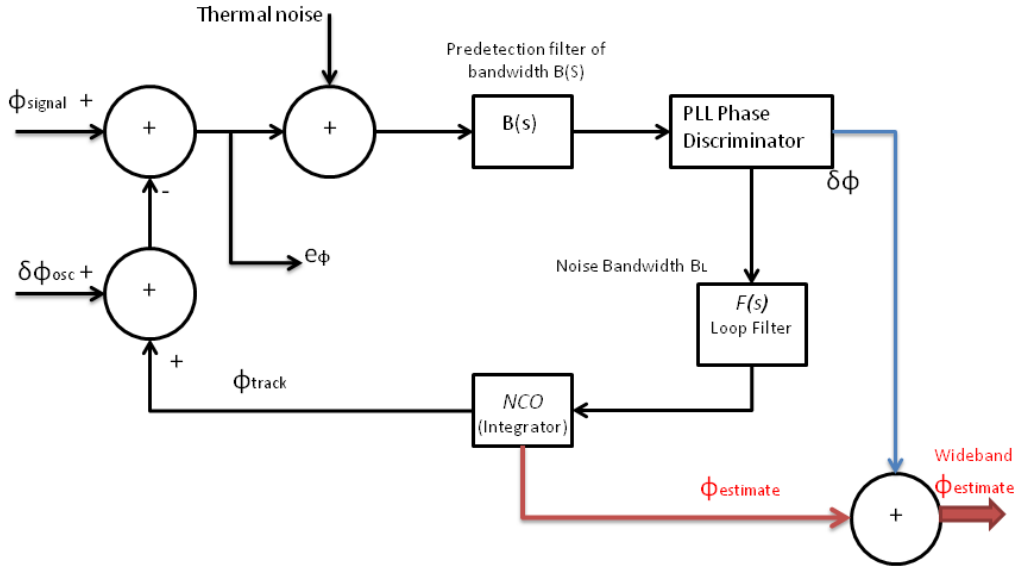 Thermal noise
Predetection filter of
bandwidth B(S)
ϕsignal +
+
+
B(s)
PLL Phase
Discriminator
-
δϕ
eϕ
δϕosc +
+
Noise Bandwidth BL
F(s)
Loop Filter
+
ϕtrack
NCO
(Integrator)
Wideband
ϕestimate
ϕestimate
+